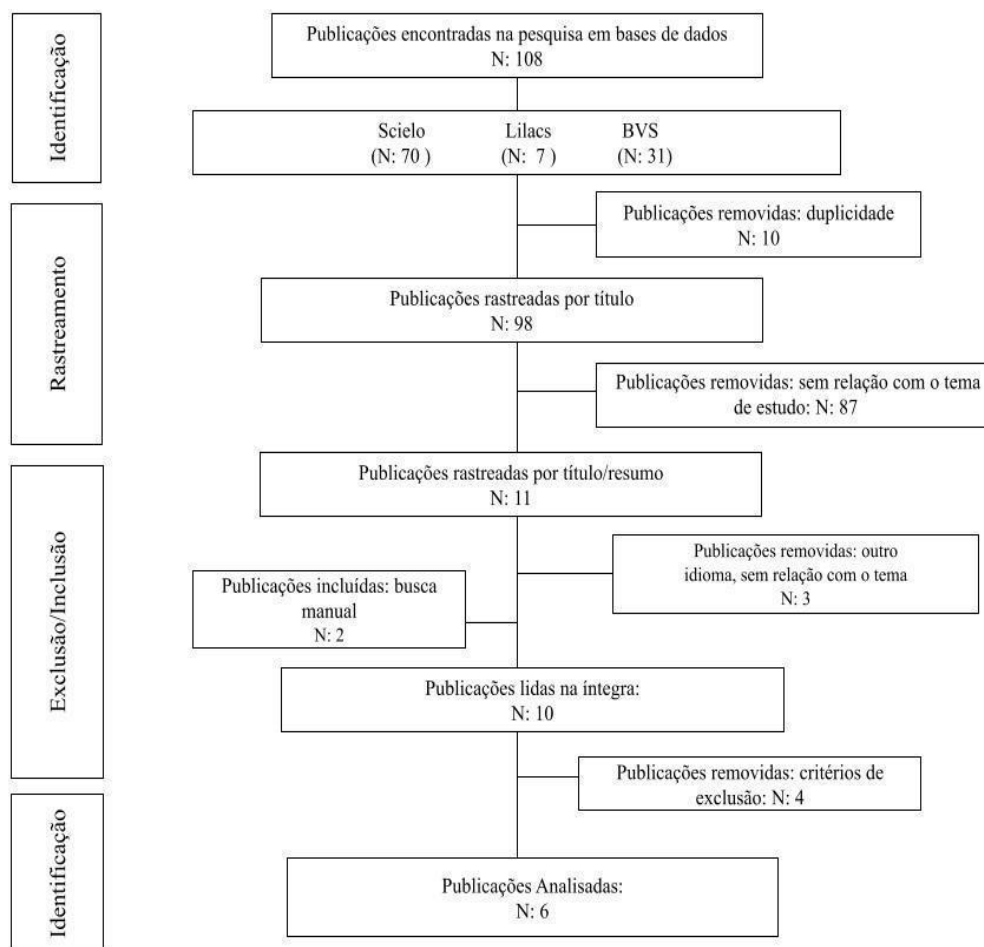 Identificação
Publicações encontradas na pesquisa em bases de dados
N: 108
Scielo Lilacs BVS
(N: 70 ) (N: 7 ) (N: 31)
Rastreamento
Publicações removidas: duplicidade
N: 10
Publicações rastreadas por título
N: 98
Publicações removidas: sem relação com o tema
de estudo: N: 87
Exclusão/Inclusão
Publicações rastreadas por título/resumo
N: 11
Publicações removidas: outro
idioma, sem relação com o tema
N: 3
Publicações incluídas: busca
manual
N: 2
Publicações lidas na íntegra:
N: 10
Publicações removidas: critérios de
exclusão: N: 4
Identificação
Publicações Analisadas:
N: 6